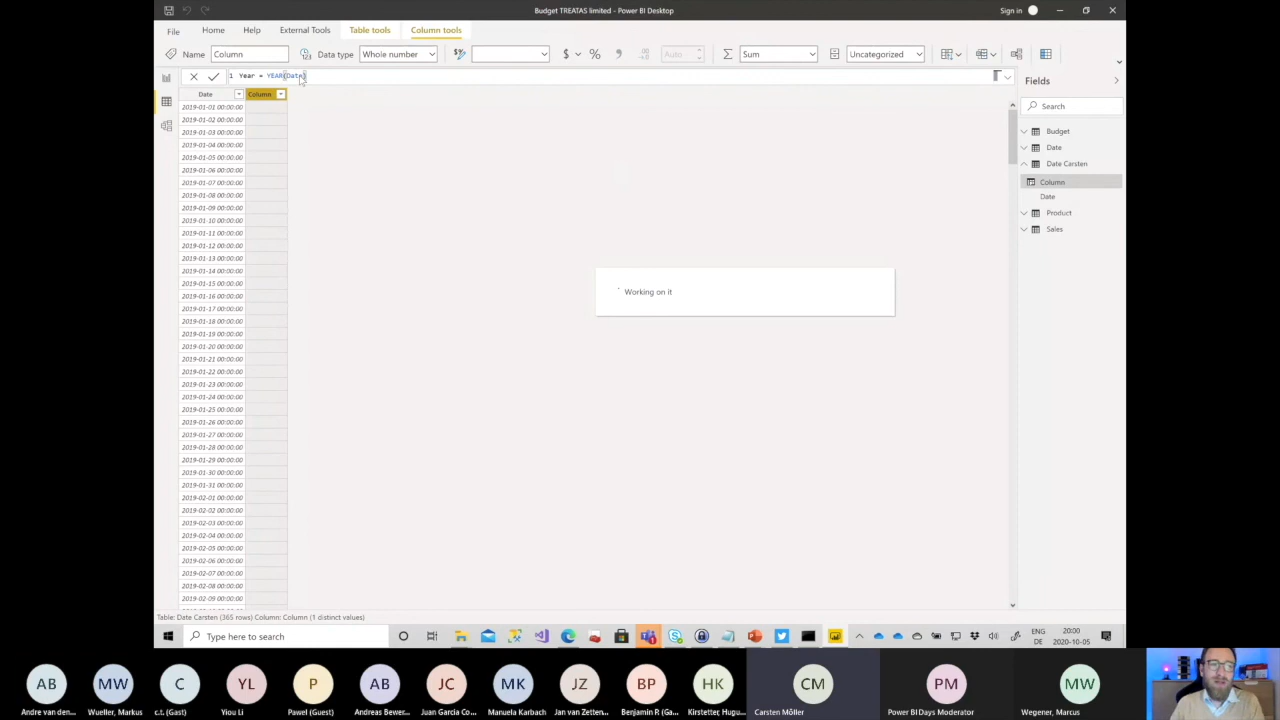 Budget TREATAS limited - Power BI Desktop
Sign in
File Home Help External Tools Table tools Column tools
Name Column Data type Whole number $ % Auto Sum Uncategorized
1 Year = YEAR(Date)
Fields
Search
Budget
Date
Date Carsten
Column
Date
Product
Sales
Date Column
2019-01-01 00:00:00
2019-01-02 00:00:00
2019-01-03 00:00:00
2019-01-04 00:00:00
2019-01-05 00:00:00
2019-01-06 00:00:00
2019-01-07 00:00:00
2019-01-08 00:00:00
2019-01-09 00:00:00
2019-01-10 00:00:00
2019-01-11 00:00:00
2019-01-12 00:00:00
2019-01-13 00:00:00
2019-01-14 00:00:00
2019-01-15 00:00:00
2019-01-16 00:00:00
2019-01-17 00:00:00
2019-01-18 00:00:00
2019-01-19 00:00:00
2019-01-20 00:00:00
2019-01-21 00:00:00
2019-01-22 00:00:00
2019-01-23 00:00:00
2019-01-24 00:00:00
2019-01-25 00:00:00
2019-01-26 00:00:00
2019-01-27 00:00:00
2019-01-28 00:00:00
2019-01-29 00:00:00
2019-01-30 00:00:00
2019-01-31 00:00:00
2019-02-01 00:00:00
2019-02-02 00:00:00
2019-02-03 00:00:00
2019-02-04 00:00:00
2019-02-05 00:00:00
2019-02-06 00:00:00
2019-02-07 00:00:00
2019-02-08 00:00:00
2019-02-09 00:00:00
Working on it
Table: Date Carsten (365 rows) Column: Column (1 distinct values)
Type here to search
ENG
DE
20:00
2020-10-05
AB MW C YL P AB JC MK JZ BP HK CM PM MW
Andre van den... Wueller, Markus c.t. (Gast) Yiou Li Pawel (Guest) Andreas Bewer... Juan Garcia Co... Manuela Karbach Jan van Zetten... Benjamin R (Ga... Kirstetter, Hugu... Carsten Möller Power BI Days Moderator Wegener, Marcus